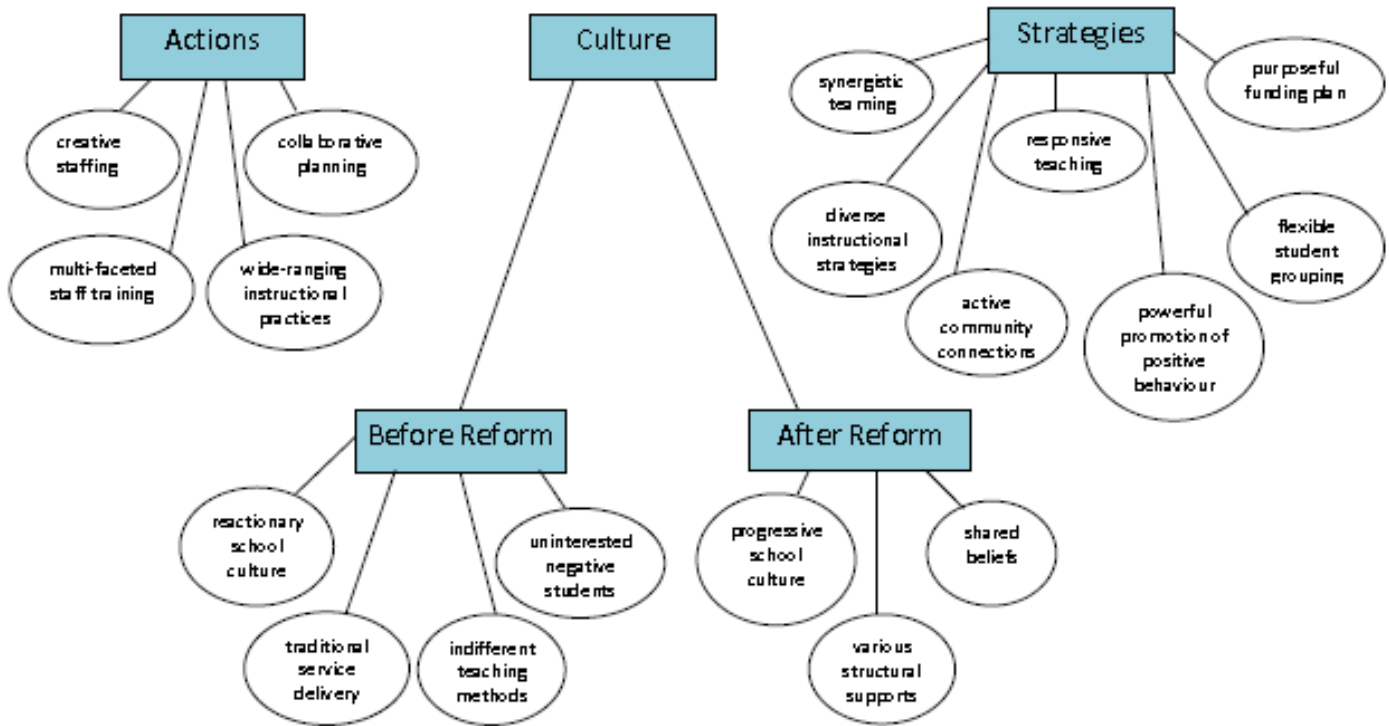 Actions
creative
staffing
collaborative
planning
multi-faceted
staff training
wide-ranging
instructional
practices
Culture
Strategies
synergistic
teaming
responsive
teaching
purposeful
funding plan
diverse
instructional
strategies
active
community
connections
powerful
promotion of
positive
behaviour
flexible
student
grouping
Before Reform
reactionary
school
culture
traditional
service
delivery
indifferent
teaching
methods
uninterested
negative
students
After Reform
progressive
school
culture
various
structural
supports
shared
beliefs